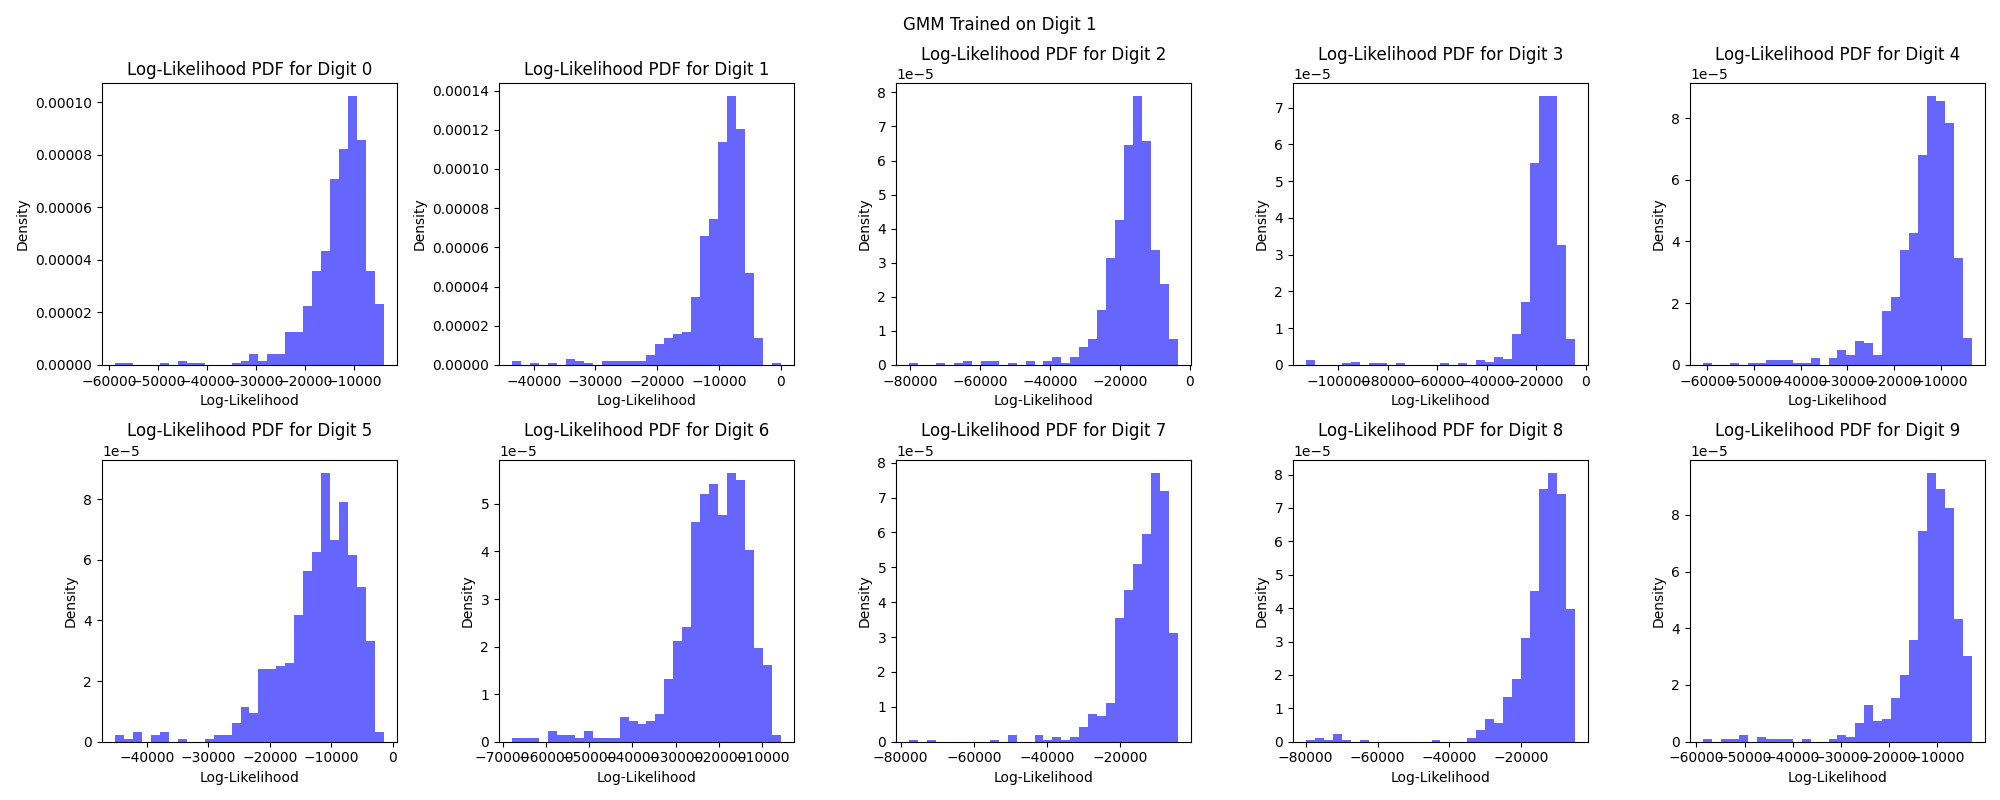 GMM Trained on Digit 1
Log-Likelihood PDF for Digit 0
0.00010
0.00008
0.00006
0.00004
0.00002
0.00000
Density
−60000 −50000 −40000 −30000 −20000 −10000
Log-Likelihood
Log-Likelihood PDF for Digit 1
0.00014
0.00012
0.00010
0.00008
0.00006
0.00004
0.00002
0.00000
Density
−40000 −30000 −20000 −10000 0
Log-Likelihood
Log-Likelihood PDF for Digit 2
1e−5
8
7
6
5
4
3
2
1
0
Density
−80000 −60000 −40000 −20000 0
Log-Likelihood
Log-Likelihood PDF for Digit 3
1e−5
7
6
5
4
3
2
1
0
Density
−100000 −80000 −60000 −40000 −20000 0
Log-Likelihood
Log-Likelihood PDF for Digit 4
1e−5
8
6
4
2
0
Density
−60000 −50000 −40000 −30000 −20000 −10000
Log-Likelihood
Log-Likelihood PDF for Digit 5
1e−5
8
6
4
2
0
Density
−40000 −30000 −20000 −10000 0
Log-Likelihood
Log-Likelihood PDF for Digit 6
1e−5
5
4
3
2
1
0
Density
−70000 −60000 −50000 −40000 −30000 −20000 −10000
Log-Likelihood
Log-Likelihood PDF for Digit 7
1e−5
8
7
6
5
4
3
2
1
0
Density
−80000 −60000 −40000 −20000
Log-Likelihood
Log-Likelihood PDF for Digit 8
1e−5
8
7
6
5
4
3
2
1
0
Density
−80000 −60000 −40000 −20000
Log-Likelihood
Log-Likelihood PDF for Digit 9
1e−5
8
6
4
2
0
Density
−60000 −50000 −40000 −30000 −20000 −10000
Log-Likelihood